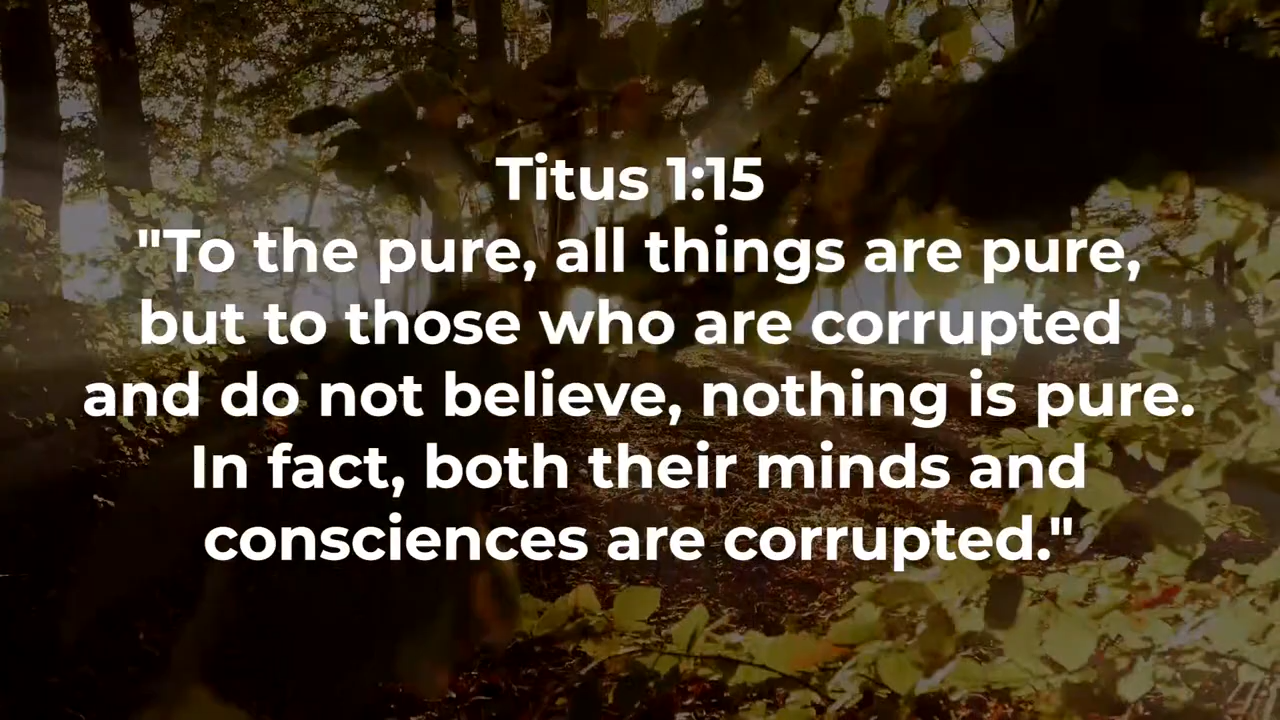 Titus 1:15
"To the pure, all things are pure,
but to those who are corrupted
and do not believe, nothing is pure.
In fact, both their minds and
consciences are corrupted."